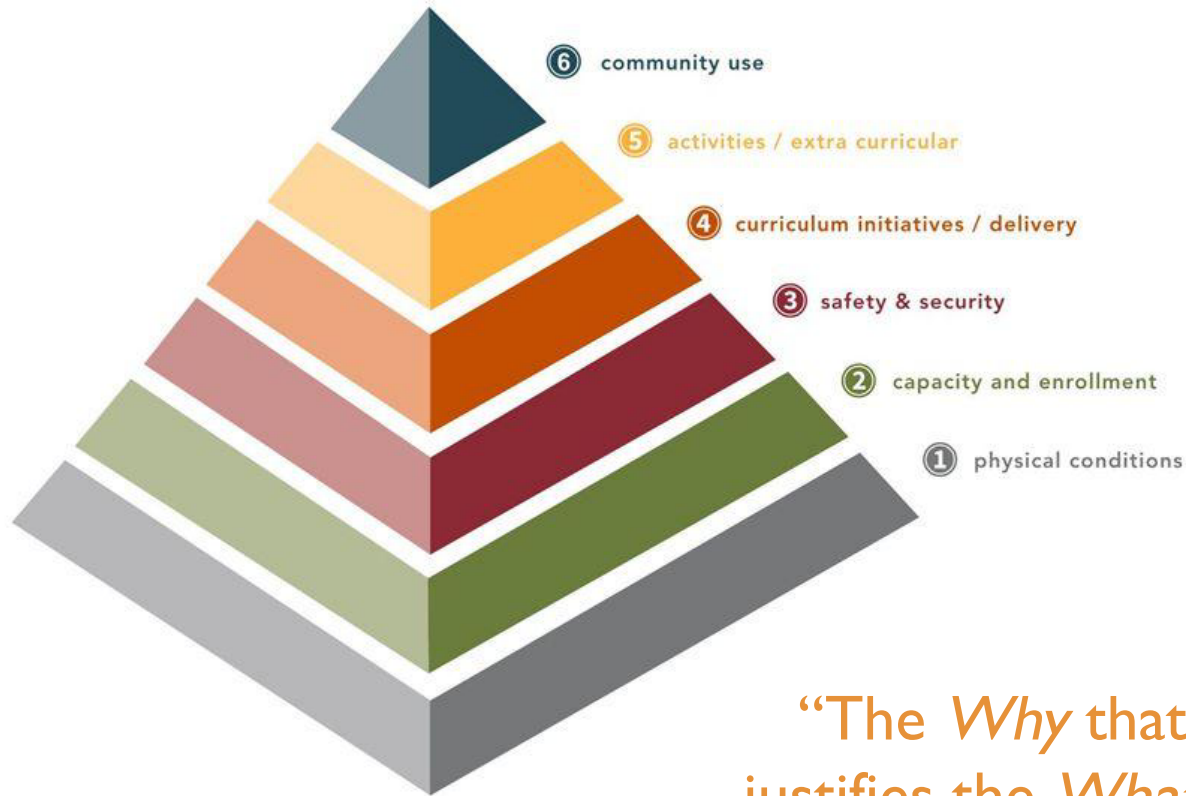 6 community use
5 activities / extra curricular
4 curriculum initiatives / delivery
3 safety & security
2 capacity and enrollment
1 physical conditions
“The Why that
justifies the What